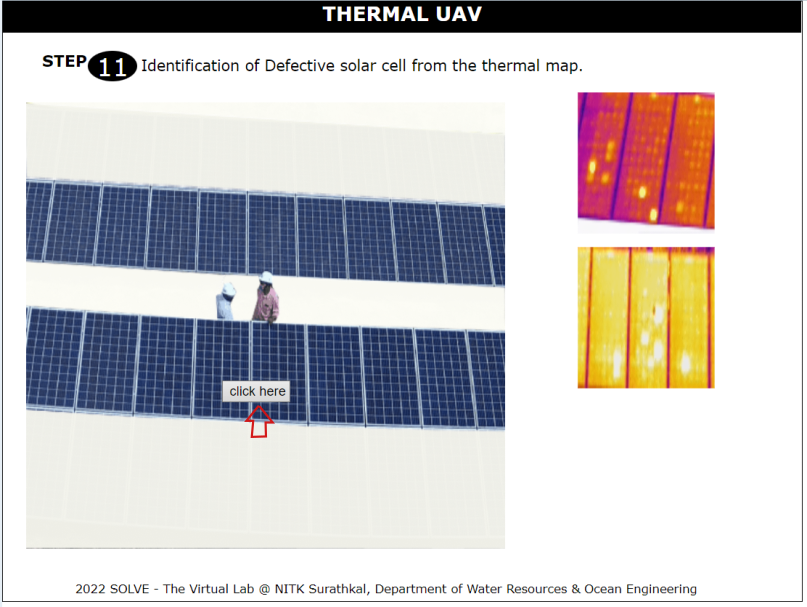 THERMAL UAV
STEP 11 Identification of Defective solar cell from the thermal map.
click here
2022 SOLVE - The Virtual Lab @ NITK Surathkal, Department of Water Resources & Ocean Engineering